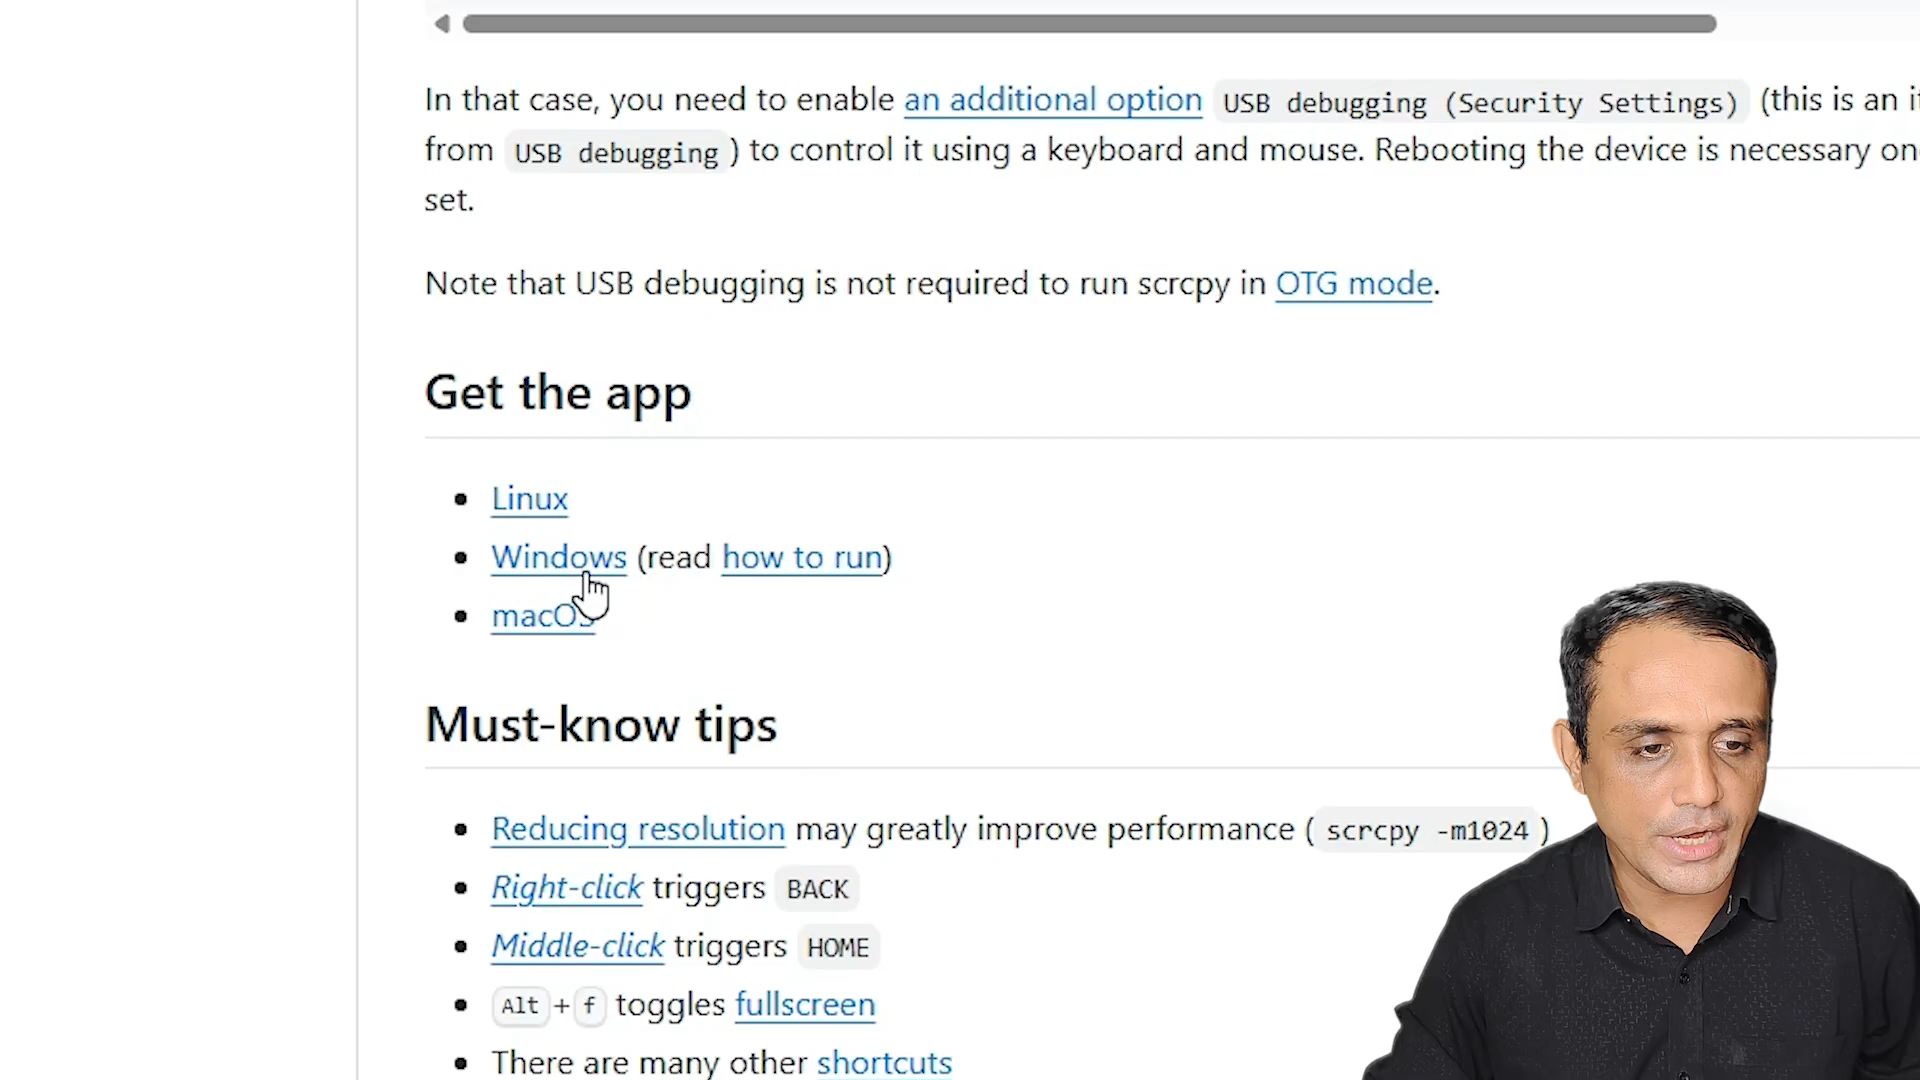 In that case, you need to enable an additional option USB debugging (Security Settings) (this is an
from USB debugging ) to control it using a keyboard and mouse. Rebooting the device is necessary
set.
Note that USB debugging is not required to run scrcpy in OTG mode.
Get the app
• Linux
• Windows (read how to run)
• macOS
Must-know tips
• Reducing resolution may greatly improve performance ( scrcpy -m1024 )
• Right-click triggers BACK
• Middle-click triggers HOME
• Alt + f toggles fullscreen
• There are many other shortcuts